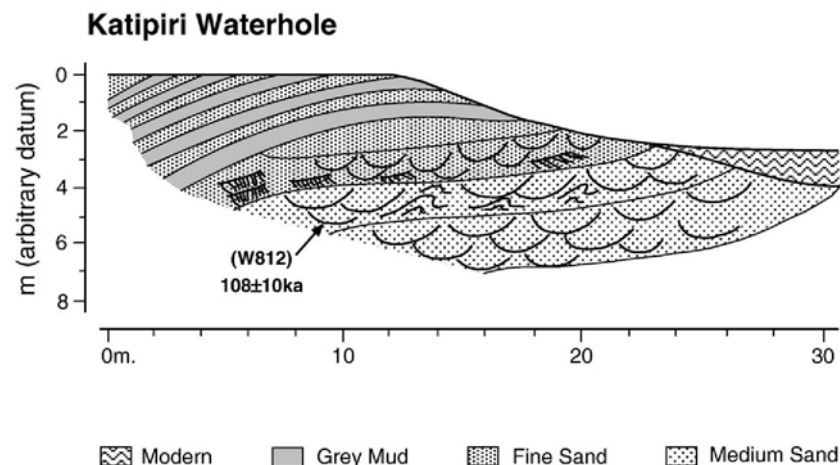 Katipiri Waterhole
m (arbitrary datum)
0
2
4
6
8
(W812)
108±10ka
0m.
10
20
30
Modern
Grey Mud
Fine Sand
Medium Sand